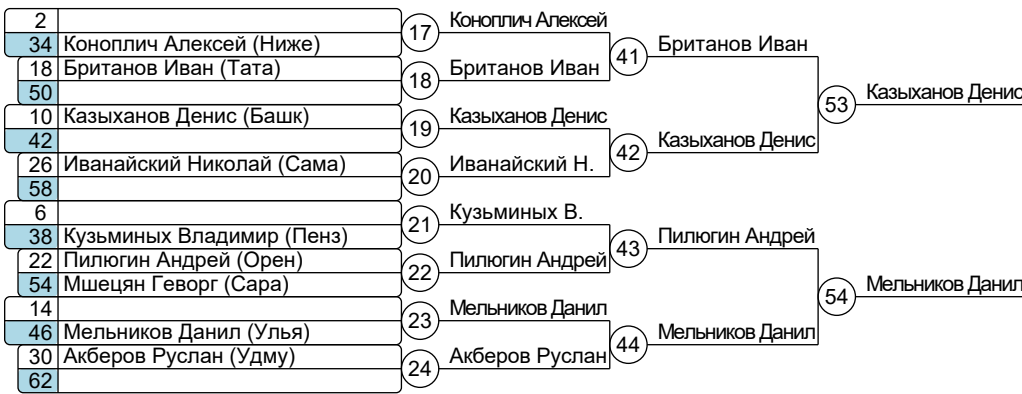 2
34 Коноплич Алексей (Ниже)
18 Британов Иван (Тата)
50
10 Казыханов Денис (Башк)
42
26 Иванайский Николай (Сама)
58
6
38 Кузьминых Владимир (Пенз)
22 Пилюгин Андрей (Орен)
54 Мшецян Геворг (Сара)
14
46 Мельников Данил (Улья)
30 Акберов Руслан (Удму)
62
17 Коноплич Алексей
18 Британов Иван
19 Казыханов Денис
20 Иванайский Н.
21 Кузьминых В.
22 Пилюгин Андрей
23 Мельников Данил
24 Акберов Руслан
41 Британов Иван
42 Казыханов Денис
43 Пилюгин Андрей
44 Мельников Данил
53 Казыханов Денис
54 Мельников Данил